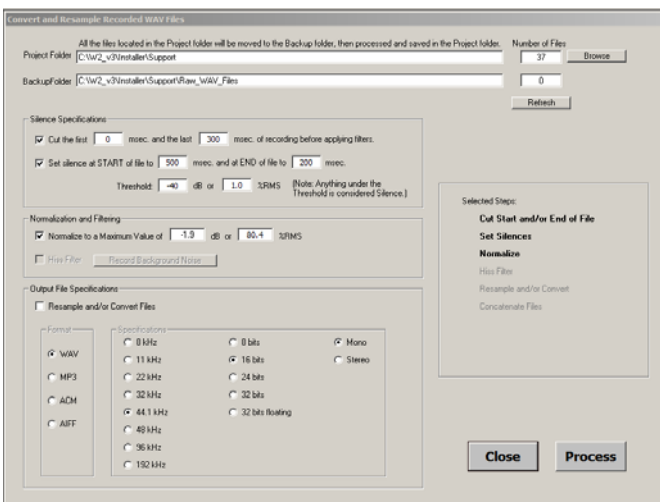 Convert and Resample Recorded WAV Files
All the files located in the Project folder will be moved to the Backup folder, then processed and saved in the Project folder.
Number of Files
Project Folder C:\W2_v3\Installer\Support 37 Browse
BackupFolder C:\W2_v3\Installer\Support\Raw_WAV_Files 0
Refresh
Silence Specifications
Cut the first 0 msec. and the last 300 msec. of recording before applying filters.
Set silence at START of file to 500 msec. and at END of file to 200 msec.
Threshold: -40 dB or 1.0 %RMS (Note: Anything under the
Threshold is considered Silence.)
Normalization and Filtering
Normalize to a Maximum Value of -1.9 dB or 80.4 %RMS
Hiss Filter Record Background Noise
Output File Specifications
Resample and/or Convert Files
Format
WAV
MP3
ACM
AIFF
Specifications
8 kHz
11 kHz
22 kHz
32 kHz
44.1 kHz
48 kHz
96 kHz
192 kHz
8 bits
16 bits
24 bits
32 bits
32 bits floating
Mono
Stereo
Selected Steps:
Cut Start and/or End of File
Set Silences
Normalize
Hiss Filter
Resample and/or Convert
Concatenate Files
Close Process